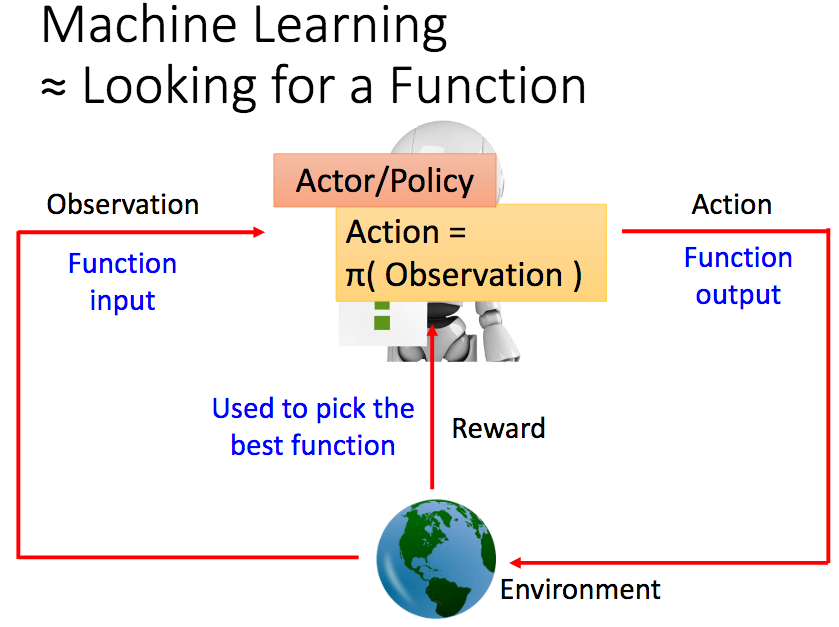 Machine Learning
≈ Looking for a Function
Actor/Policy
Observation
Action
Action =
π( Observation )
Function
input
Function
output
Used to pick the
best function
Reward
Environment